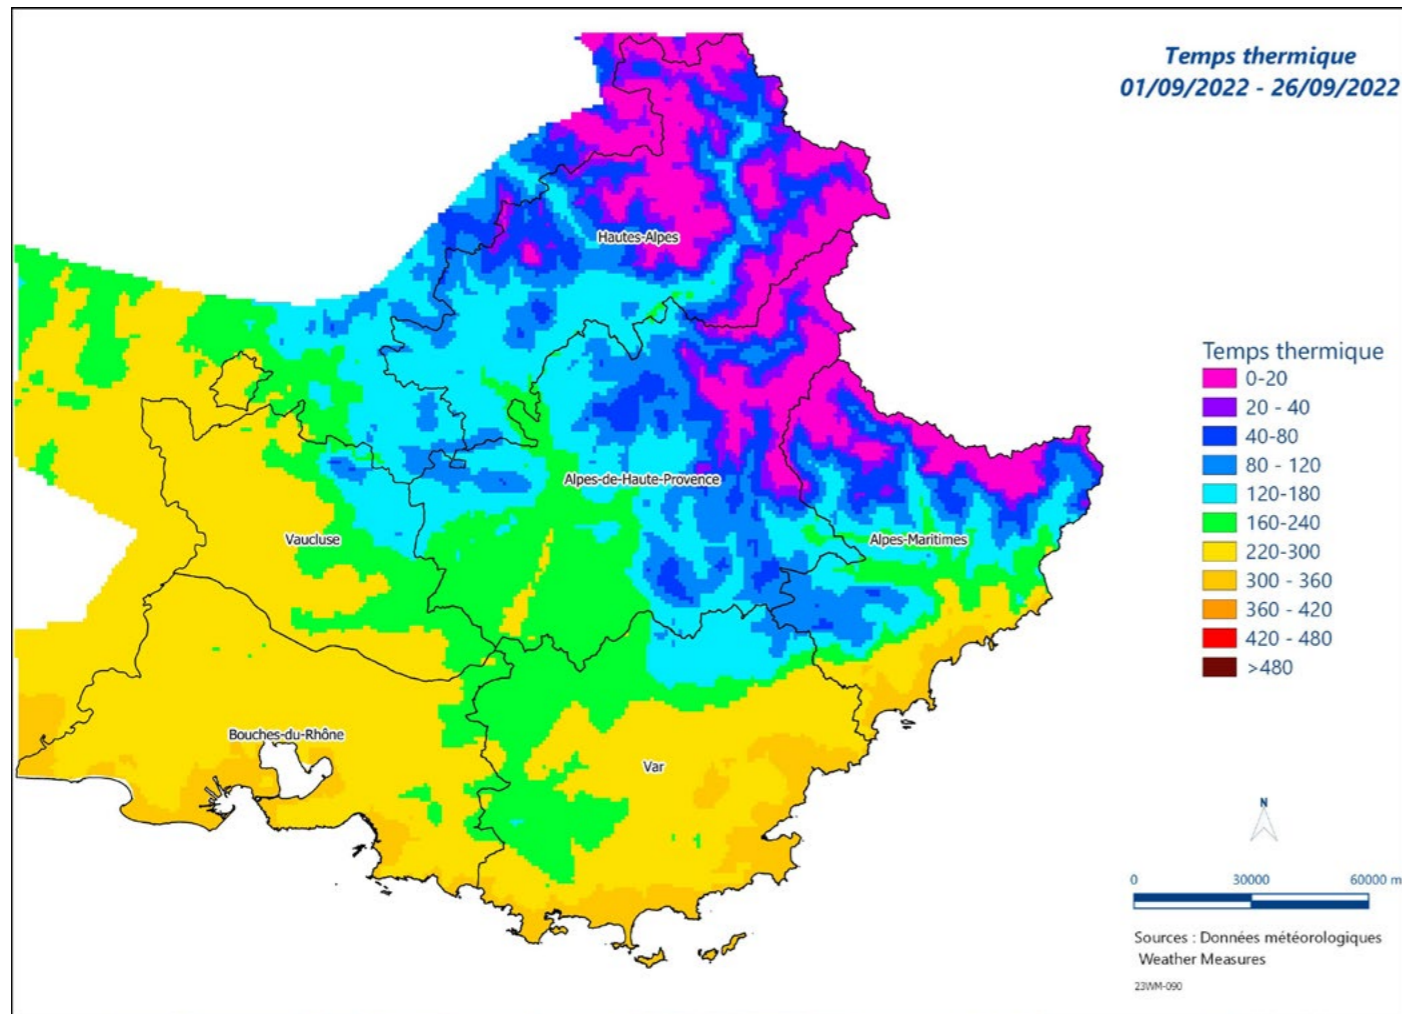 Temps thermique
01/09/2022 - 26/09/2022
Hautes-Alpes
Alpes-de-Haute-Provence
Vaucluse
Alpes-Maritimes
Bouches-du-Rhône
Var
Temps thermique
0-20
20 - 40
40-80
80 - 120
120-180
160-240
220-300
300 - 360
360 - 420
420 - 480
>480
N
0 30000 60000 m
Sources : Données météorologiques
Weather Measures
23WM-090